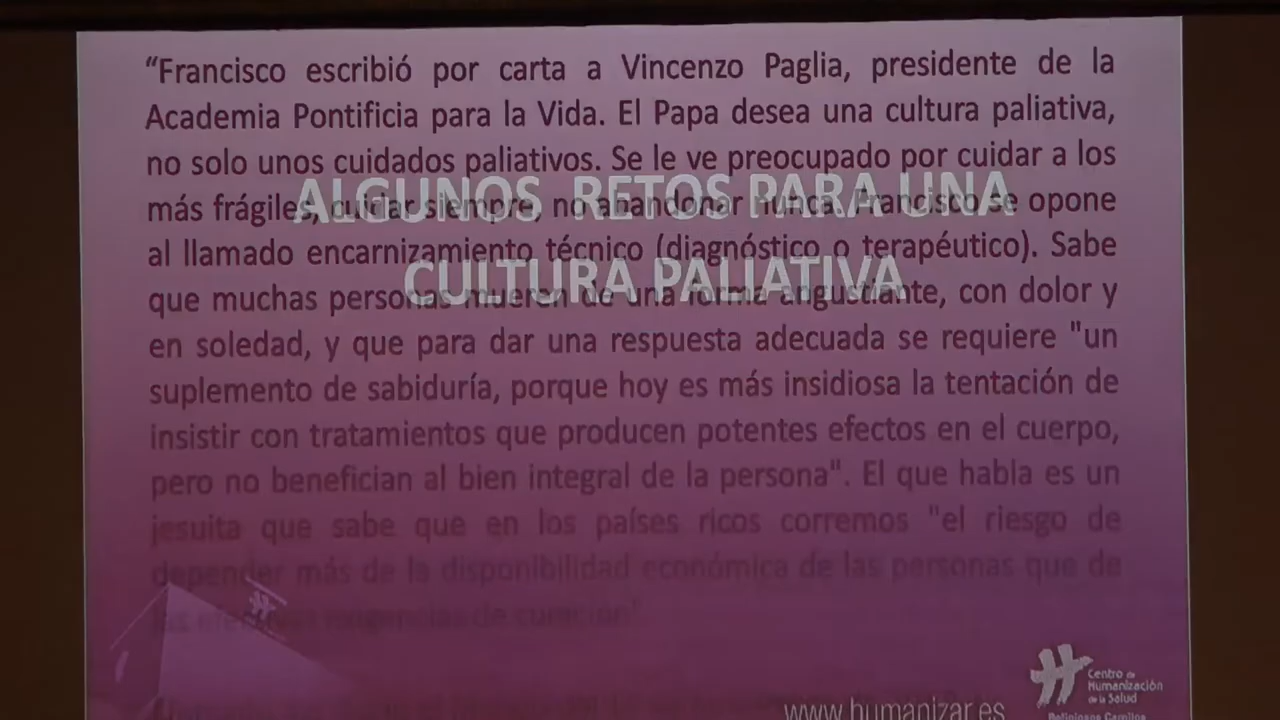 “Francisco escribió por carta a Vincenzo Paglia, presidente de la
Academia Pontificia para la Vida. El Papa desea una cultura paliativa,
no solo unos cuidados paliativos. Se le ve preocupado por cuidar a los
más frágiles, cuidar siempre, no abandonar nunca. Francisco se opone
ALGUNOS RETOS PARA UNA
al llamado encarnizamiento técnico (diagnóstico o terapéutico). Sabe
que muchas personas mueren de una forma angustiante, con dolor y
CULTURA PALIATIVA
en soledad, y que para dar una respuesta adecuada se requiere "un
suplemento de sabiduría, porque hoy es más insidiosa la tentación de
insistir con tratamientos que producen potentes efectos en el cuerpo,
pero no benefician al bien integral de la persona". El que habla es un
jesuita que sabe que en los países ricos corremos "el riesgo de
depender más de la disponibilidad económica de las personas que de
las efectivas exigencias de
Centro de
Humanización
de la Salud
Religiosos Camilos
www.humanizar.es